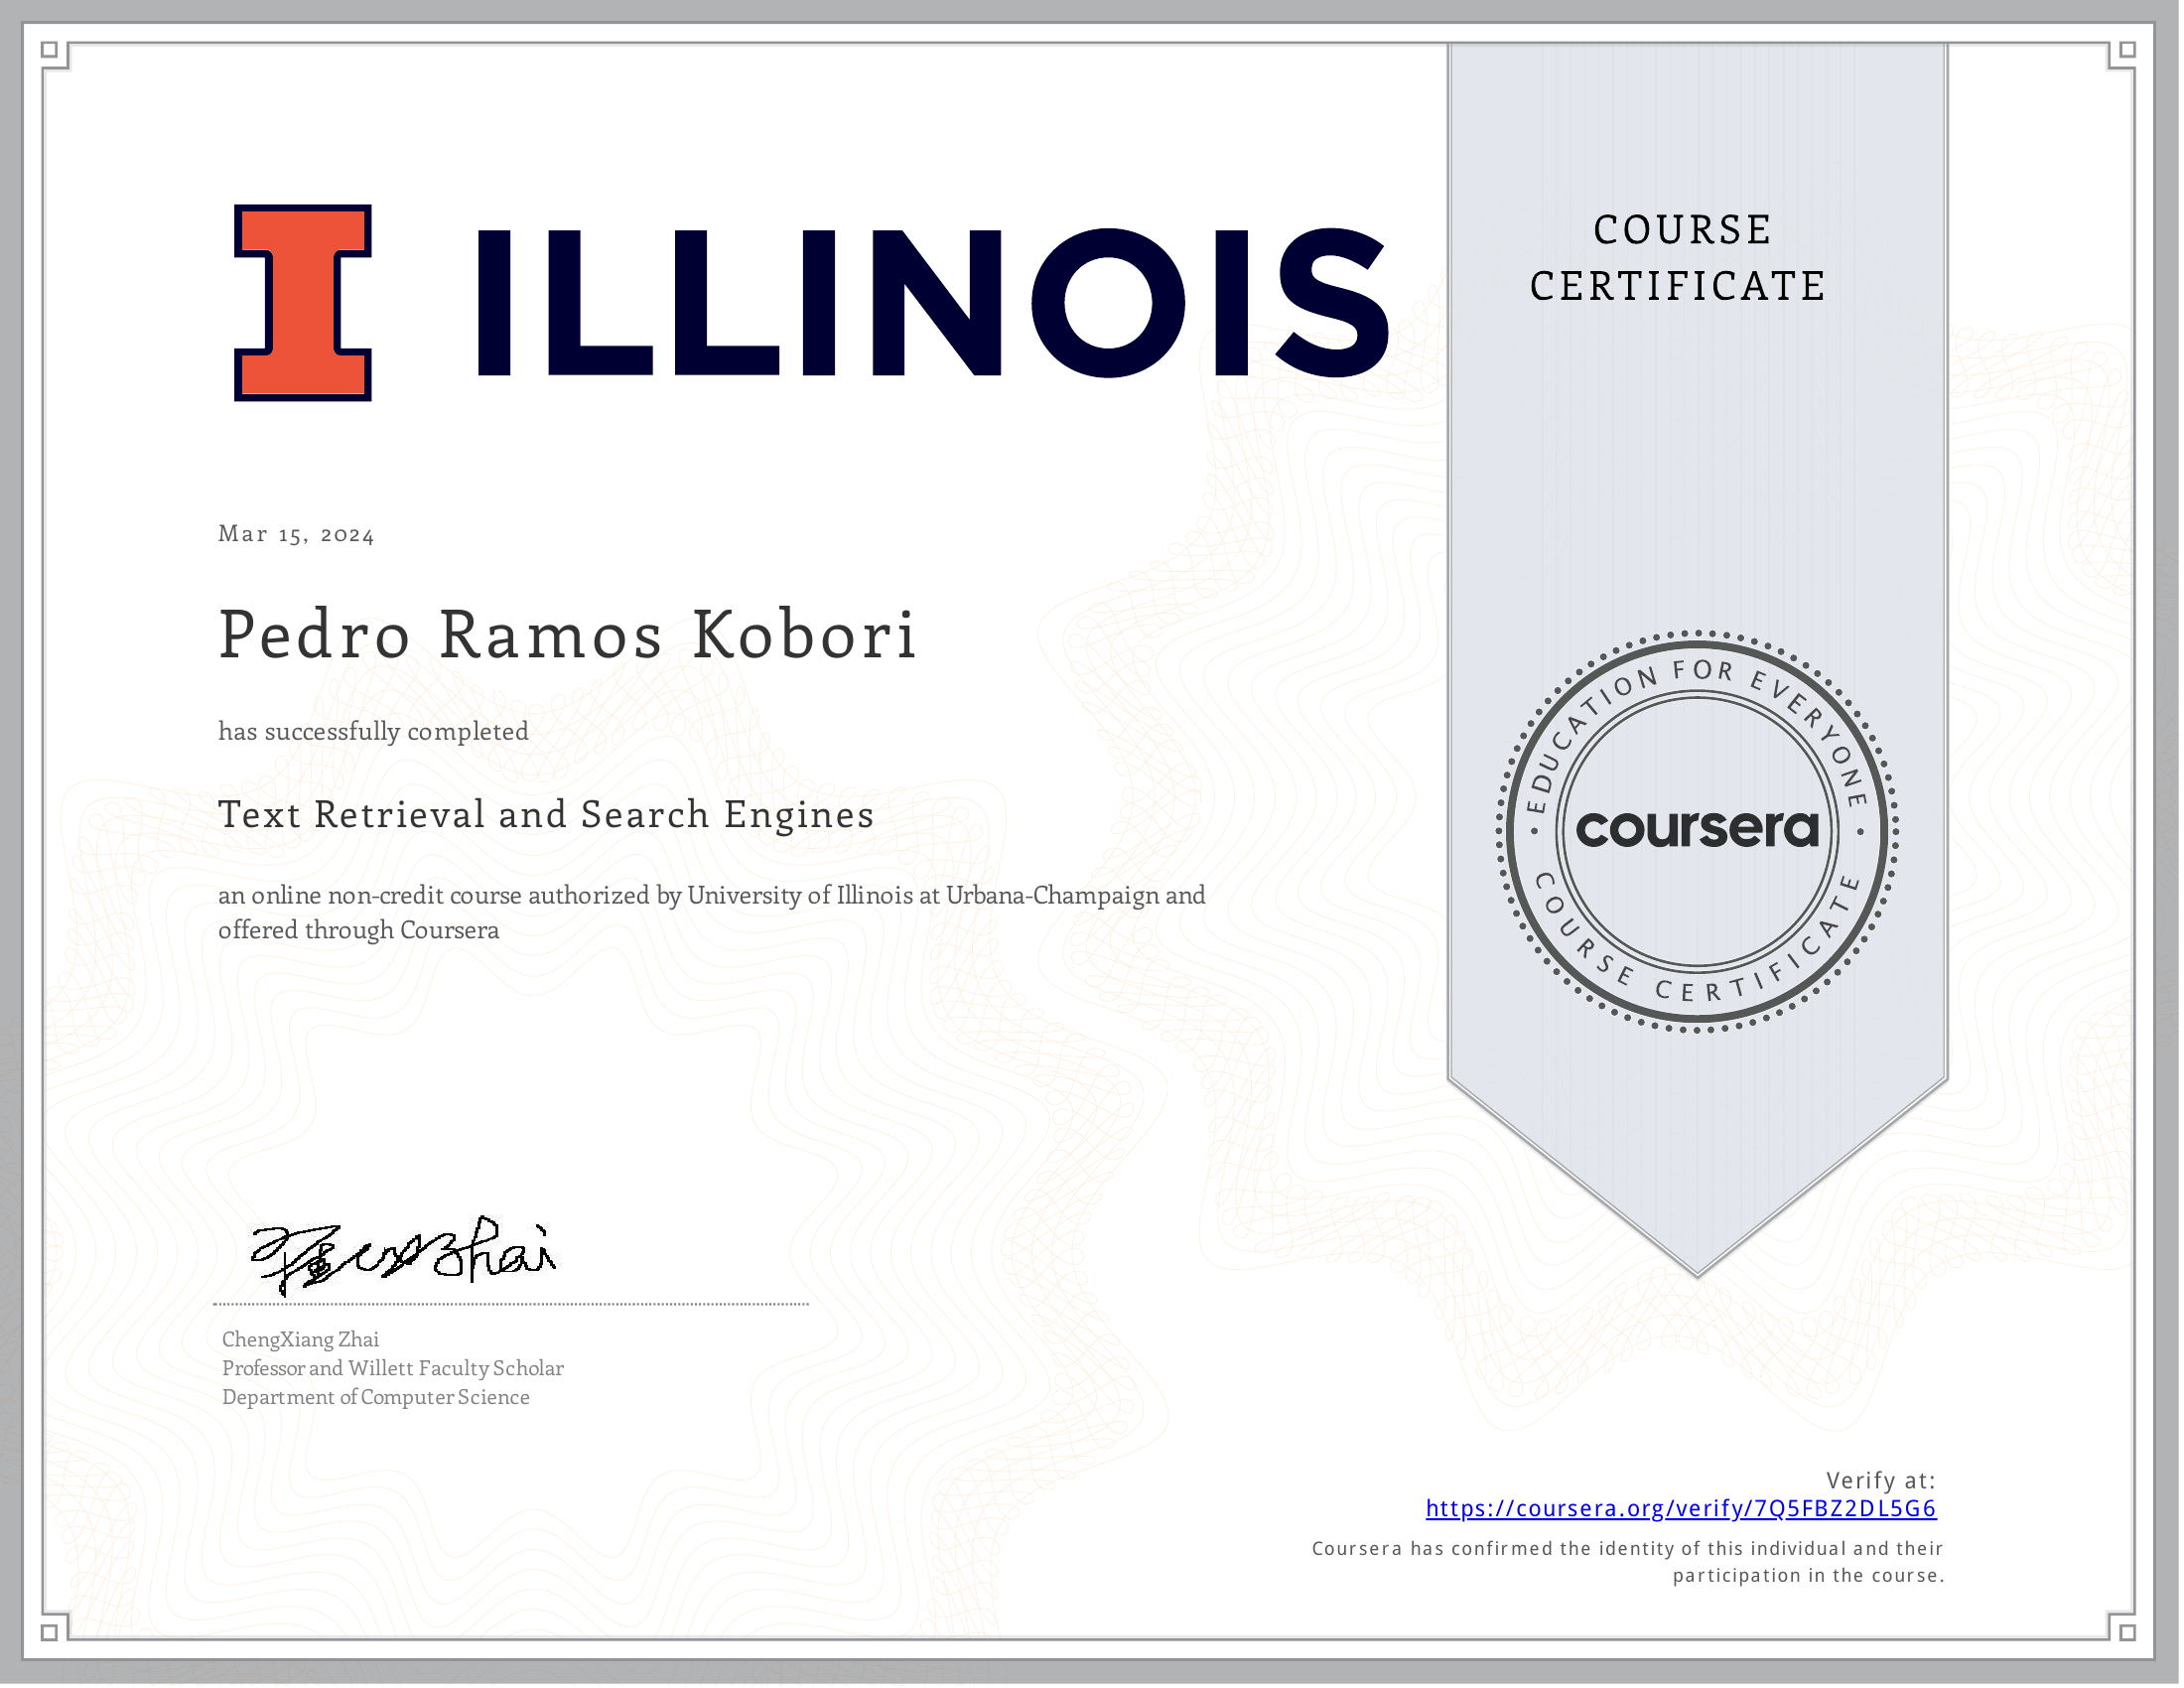 ILLINOIS
COURSE
CERTIFICATE
Mar 15, 2024
Pedro Ramos Kobori
has successfully completed
Text Retrieval and Search Engines
an online non-credit course authorized by University of Illinois at Urbana-Champaign and
offered through Coursera
EDUCATION FOR EVERYONE
coursera
COURSE CERTIFICATE
ChengXiang Zhai
Professor and Willett Faculty Scholar
Department of Computer Science
Verify at:
https://coursera.org/verify/7Q5FBZ2DL5G6
Coursera has confirmed the identity of this individual and their
participation in the course.